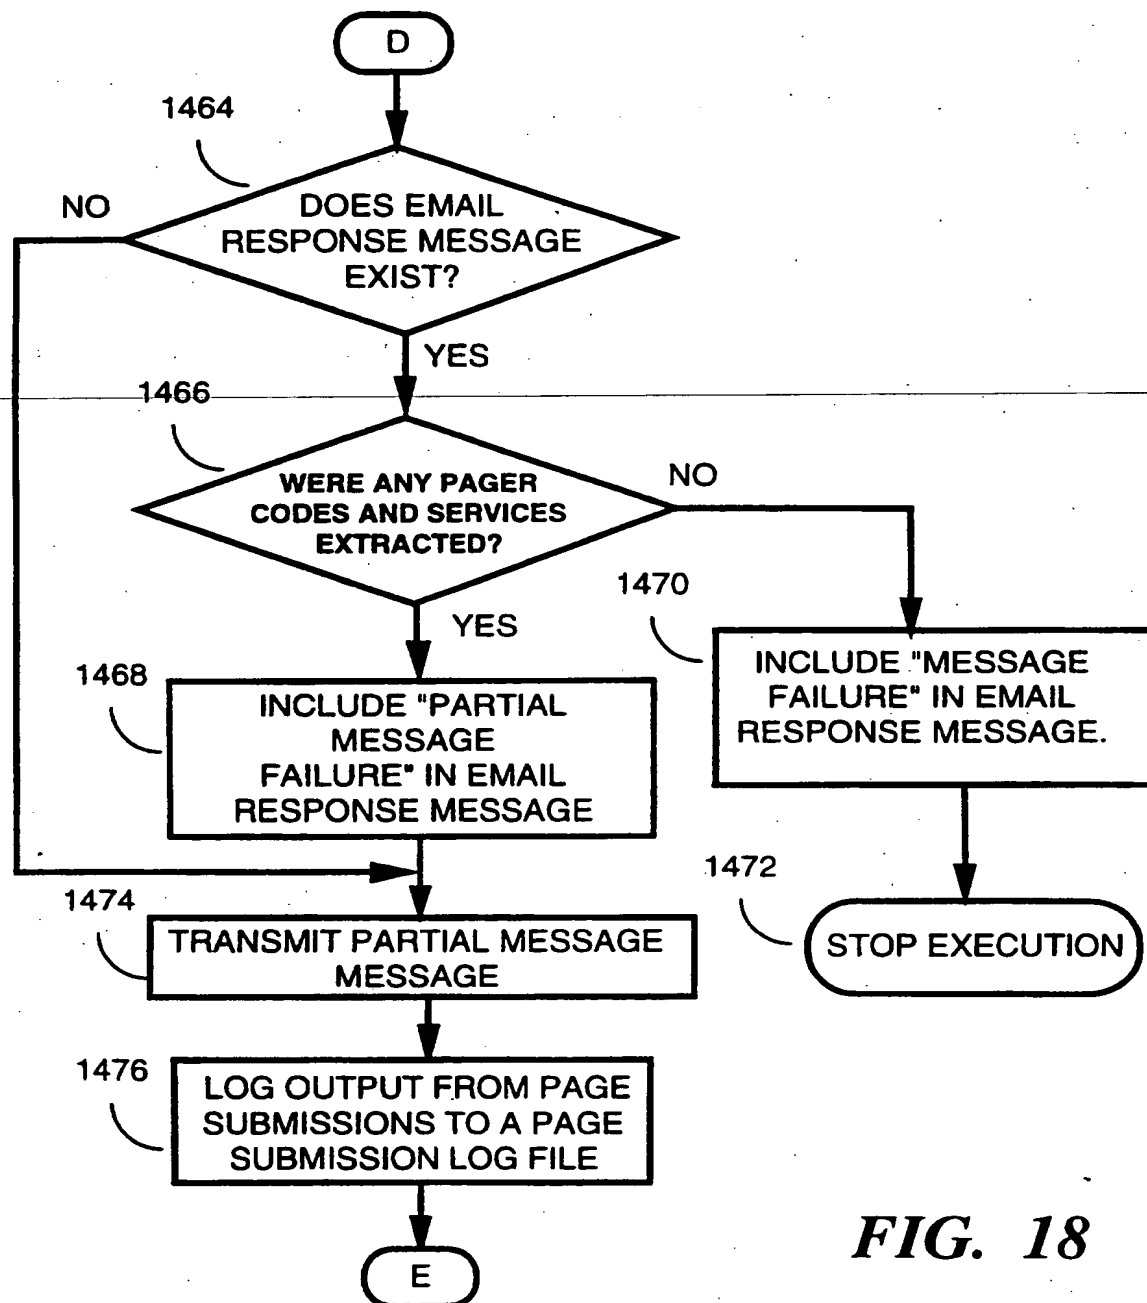 D
1464
NO
DOES EMAIL
RESPONSE MESSAGE
EXIST?
YES
1466
WERE ANY PAGER
CODES AND SERVICES
EXTRACTED?
NO
YES
1468
INCLUDE "PARTIAL
MESSAGE
FAILURE" IN EMAIL
RESPONSE MESSAGE
1470
INCLUDE "MESSAGE
FAILURE" IN EMAIL
RESPONSE MESSAGE.
1472
STOP EXECUTION
1474
TRANSMIT PARTIAL MESSAGE
MESSAGE
1476
LOG OUTPUT FROM PAGE
SUBMISSIONS TO A PAGE
SUBMISSION LOG FILE
E
FIG. 18